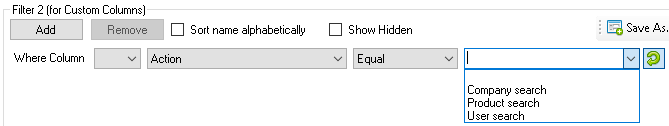 Filter 2 (for Custom Columns)
Add Remove Sort name alphabetically Show Hidden Save As.
Where Column Action Equal
Company search
Product search
User search